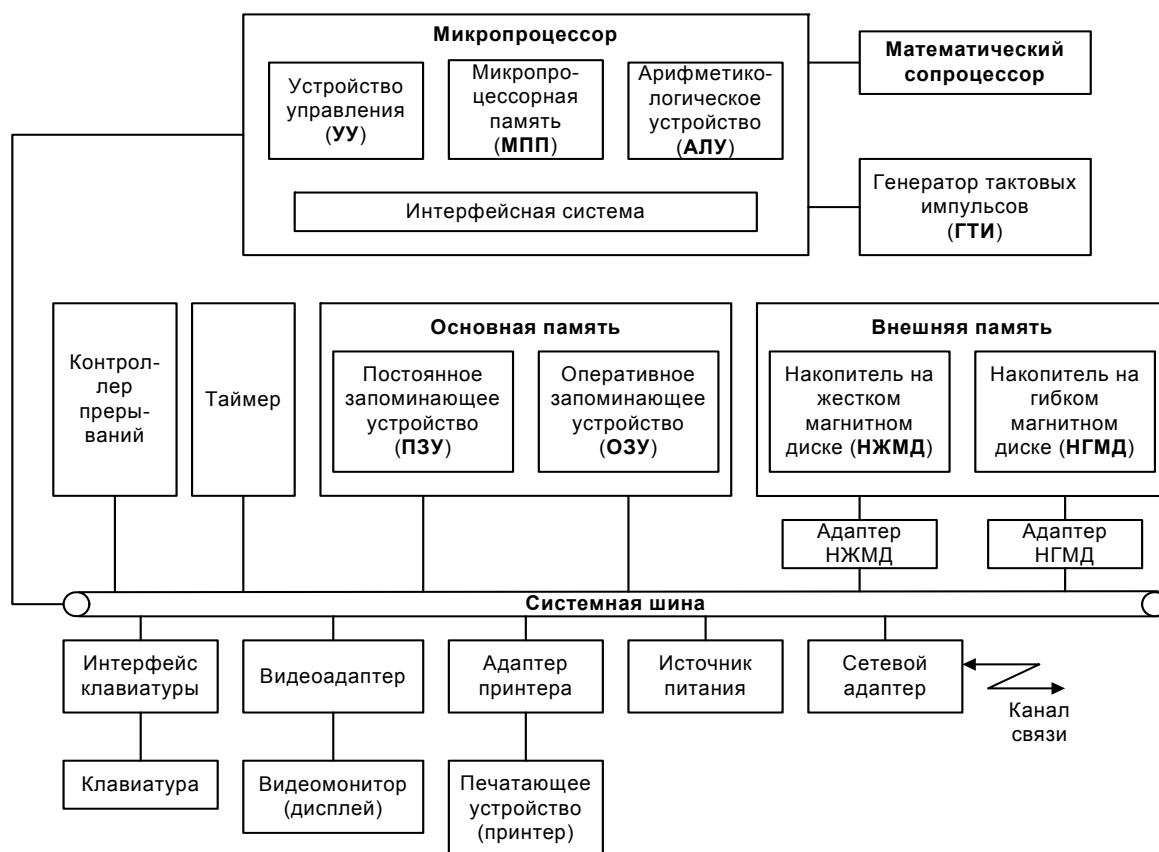 Микропроцессор
Устройство
управления
(УУ)
Микропро-
цессорная
память
(МПП)
Арифметико-
логическое
устройство
(АЛУ)
Интерфейсная система
Математический
сопроцессор
Генератор тактовых
импульсов
(ГТИ)
Контрол-
лер
преры-
ваний
Таймер
Основная память
Постоянное
запоминающее
устройство
(ПЗУ)
Оперативное
запоминающее
устройство
(ОЗУ)
Внешняя память
Накопитель на
жестком
магнитном
диске (НЖМД)
Накопитель на
гибком
магнитном
диске (НГМД)
Адаптер
НЖМД
Адаптер
НГМД
Системная шина
Интерфейс
клавиатуры
Видеоадаптер
Адаптер
принтера
Источник
питания
Сетевой
адаптер
Канал
связи
Клавиатура
Видеомонитор
(дисплей)
Печатающее
устройство
(принтер)